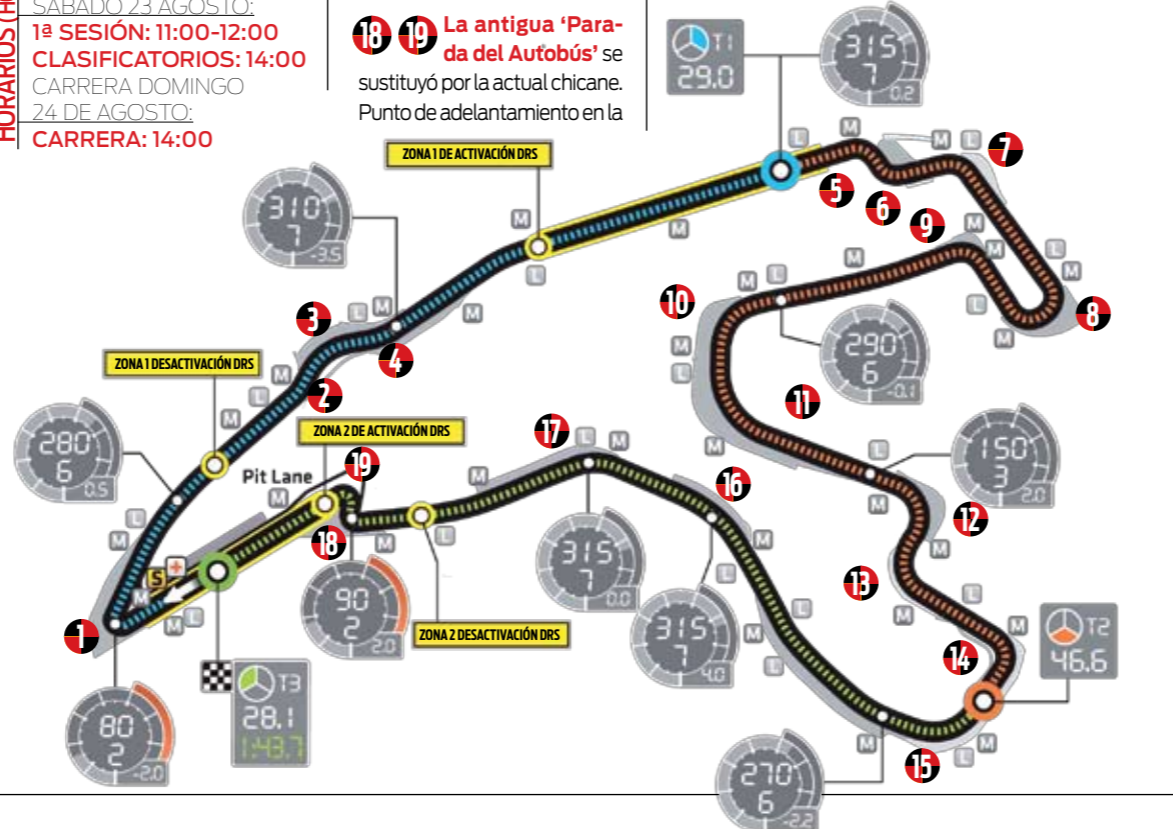 HORARIOS (H
SÁBADO 23 AGOSTO:
1ª SESIÓN: 11:00-12:00
CLASIFICATORIOS: 14:00
CARRERA DOMINGO
24 DE AGOSTO:
CARRERA: 14:00
18 19 La antigua ‘Para-
da del Autobús’ se
sustituyó por la actual chicane.
Punto de adelantamiento en la
T1
29.0
315
7
0.2
ZONA 1 DE ACTIVACIÓN DRS
310
7
-3.5
5
6
7
9
8
10
3
4
2
290
6
-0.1
11
ZONA 1 DESACTIVACIÓN DRS
280
6
0.5
ZONA 2 DE ACTIVACIÓN DRS
Pit Lane
19
17
16
150
3
2.0
12
18
13
S
1
90
2
2.0
315
7
0.0
315
7
4.0
ZONA 2 DESACTIVACIÓN DRS
14
T2
46.6
80
2
-2.0
T3
28.1
1:43.7
270
6
-2.2
15
L
M
M
L
M
M
L
M
M
L
M
L
M
M
L
M
L
M
M
L
M
L
M
M
L
M
L
M
M
L
M
M
L
M
M
L
M
L
M
L
M
M
L
M
L
M
M
M
L
M